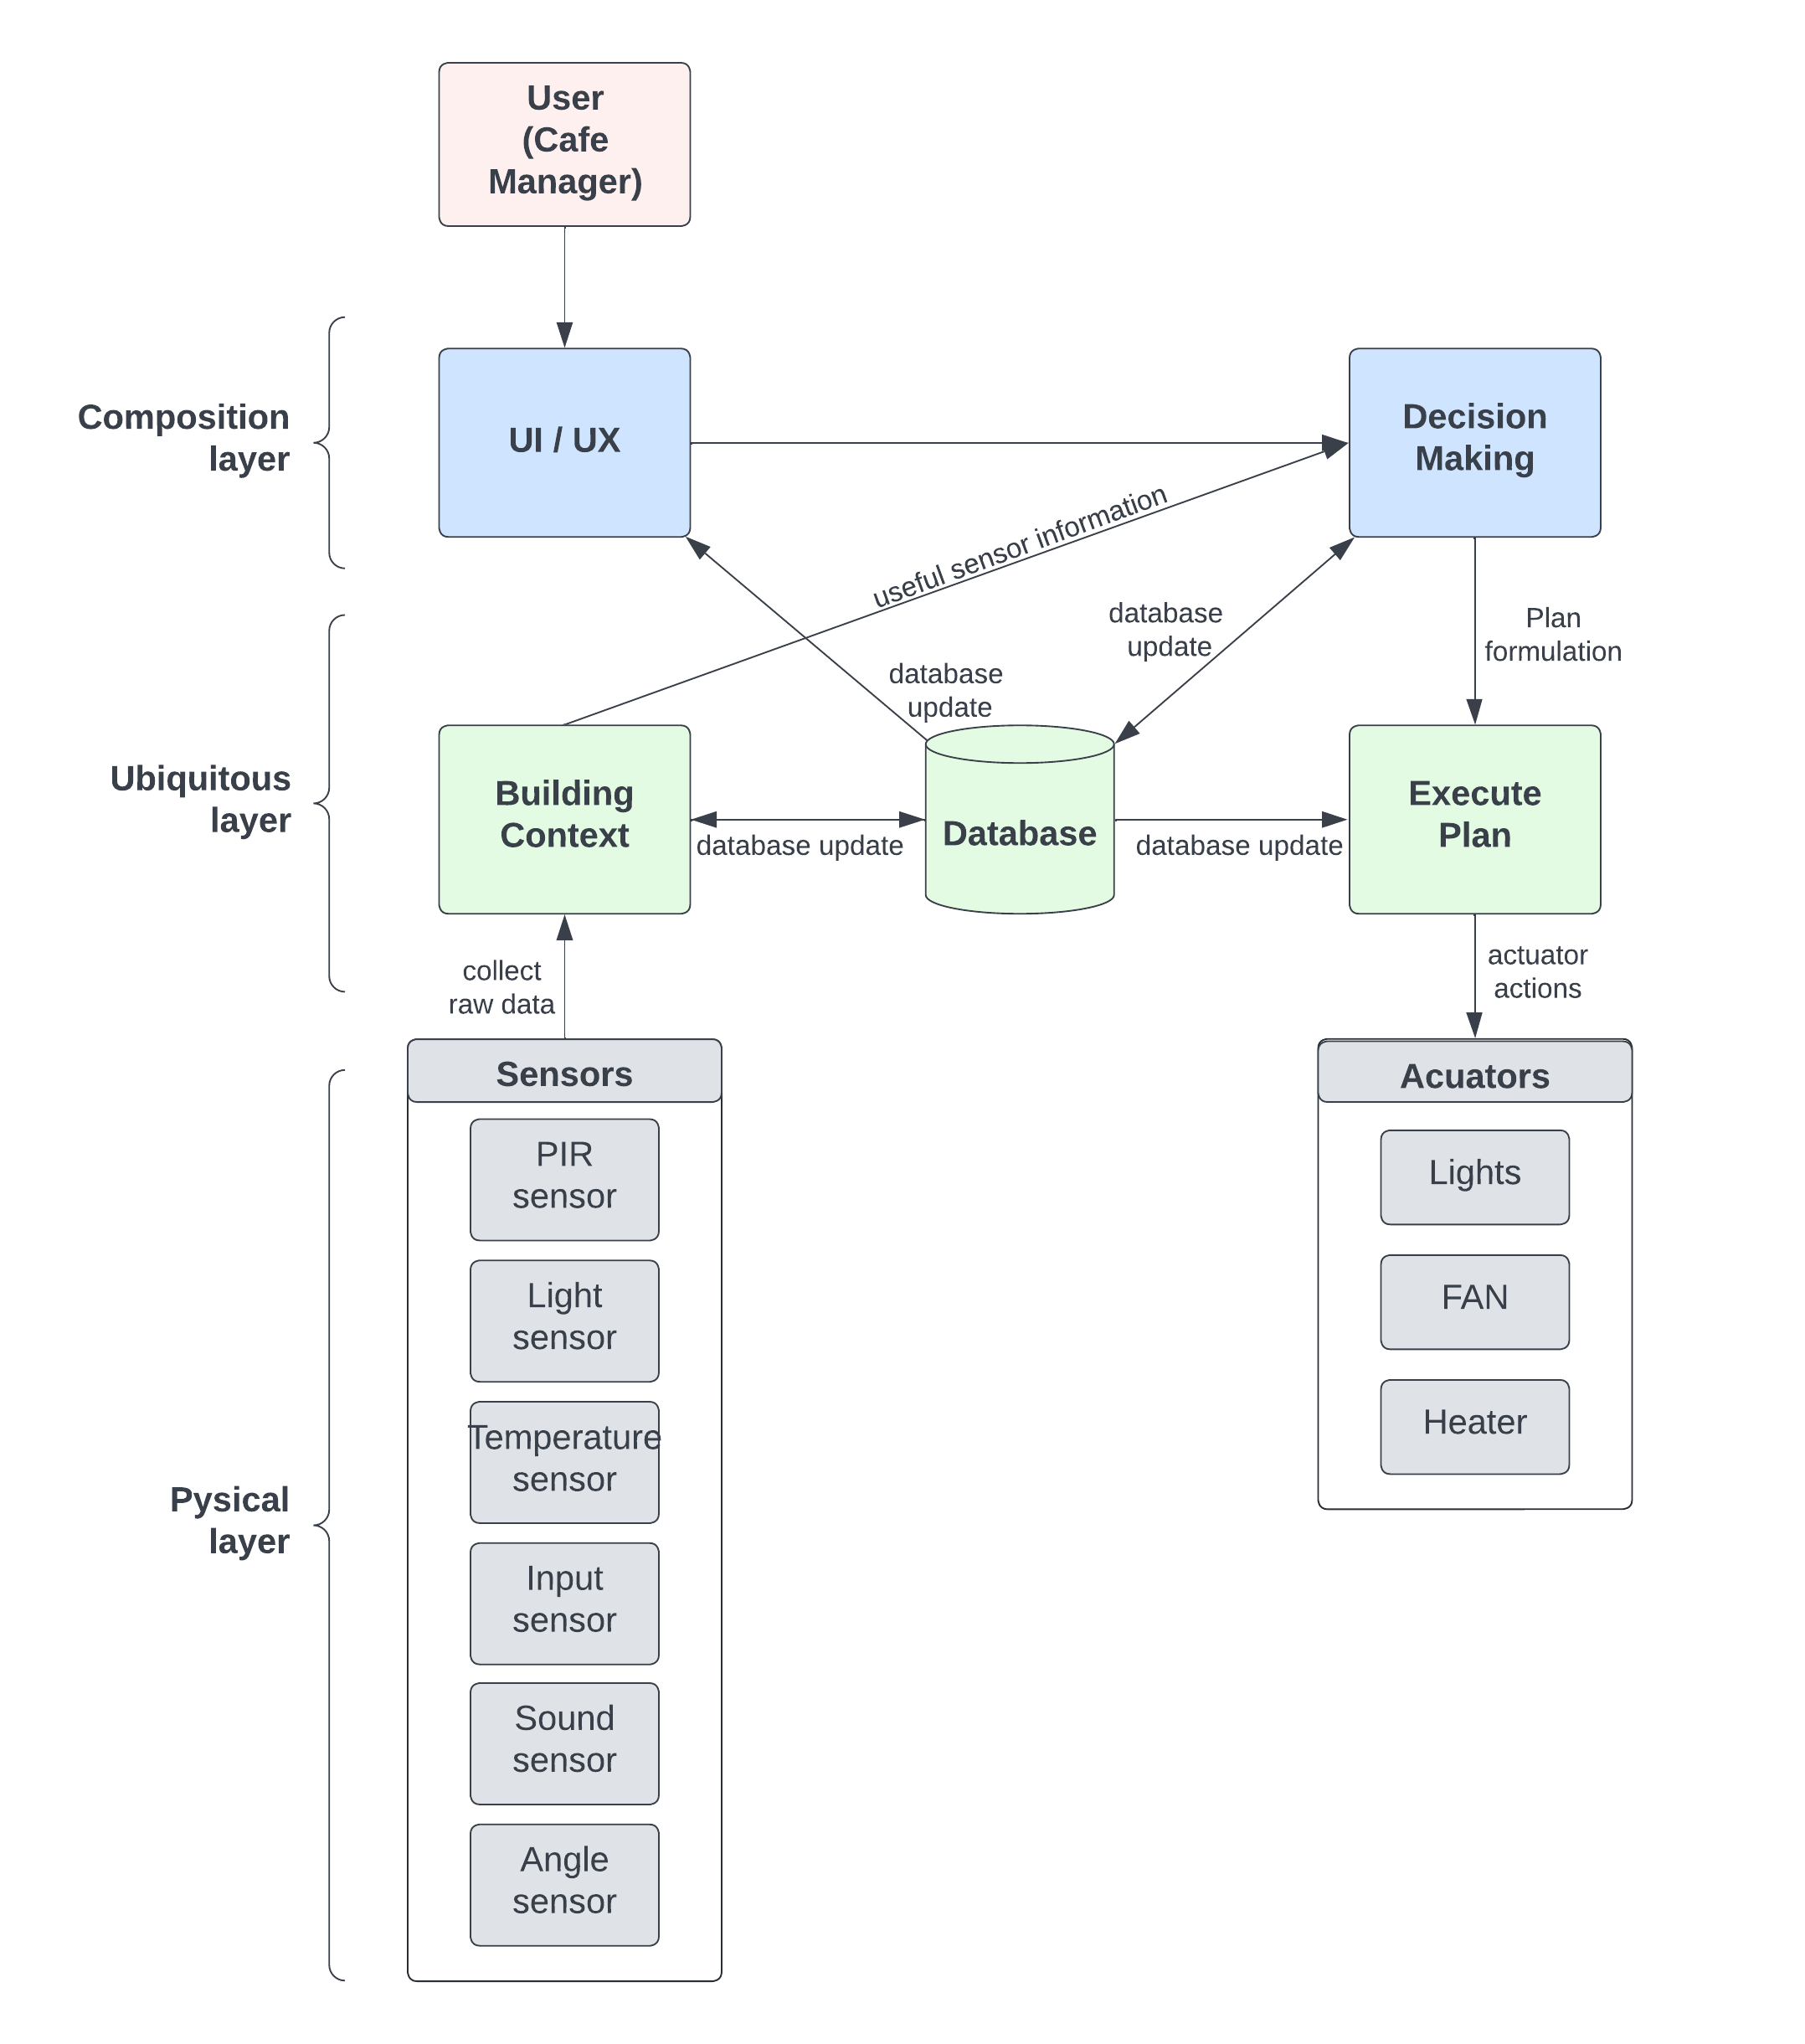 User
(Cafe
Manager)
Composition
layer
UI / UX
Decision
Making
useful sensor information
database
update
Plan
formulation
database
update
Ubiquitous
layer
Building
Context
database update
Database
database update
Execute
Plan
collect
raw data
actuator
actions
Sensors
Acuators
PIR
sensor
Lights
Light
sensor
FAN
Temperature
sensor
Heater
Pysical
layer
Input
sensor
Sound
sensor
Angle
sensor